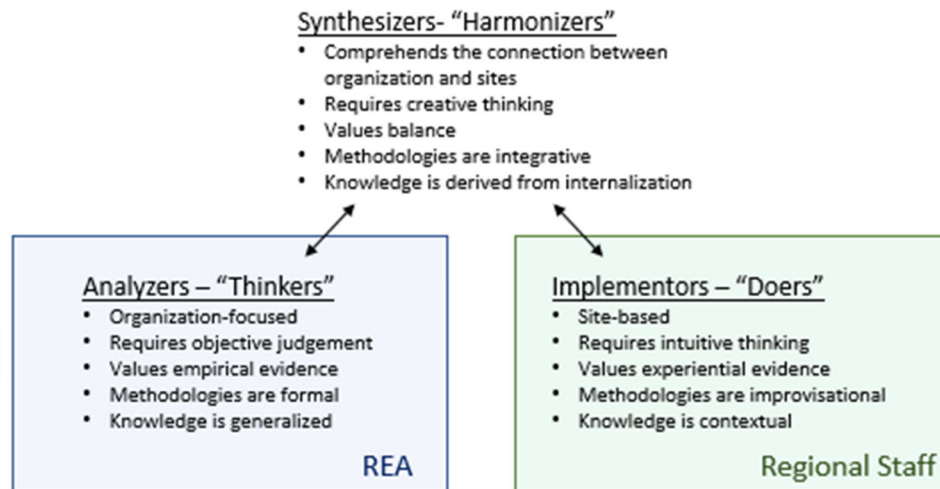 Synthesizers- “Harmonizers”
• Comprehends the connection between
organization and sites
• Requires creative thinking
• Values balance
• Methodologies are integrative
• Knowledge is derived from internalization
Analyzers – “Thinkers”
• Organization-focused
• Requires objective judgement
• Values empirical evidence
• Methodologies are formal
• Knowledge is generalized
REA
Implementors – “Doers”
• Site-based
• Requires intuitive thinking
• Values experiential evidence
• Methodologies are improvisational
• Knowledge is contextual
Regional Staff